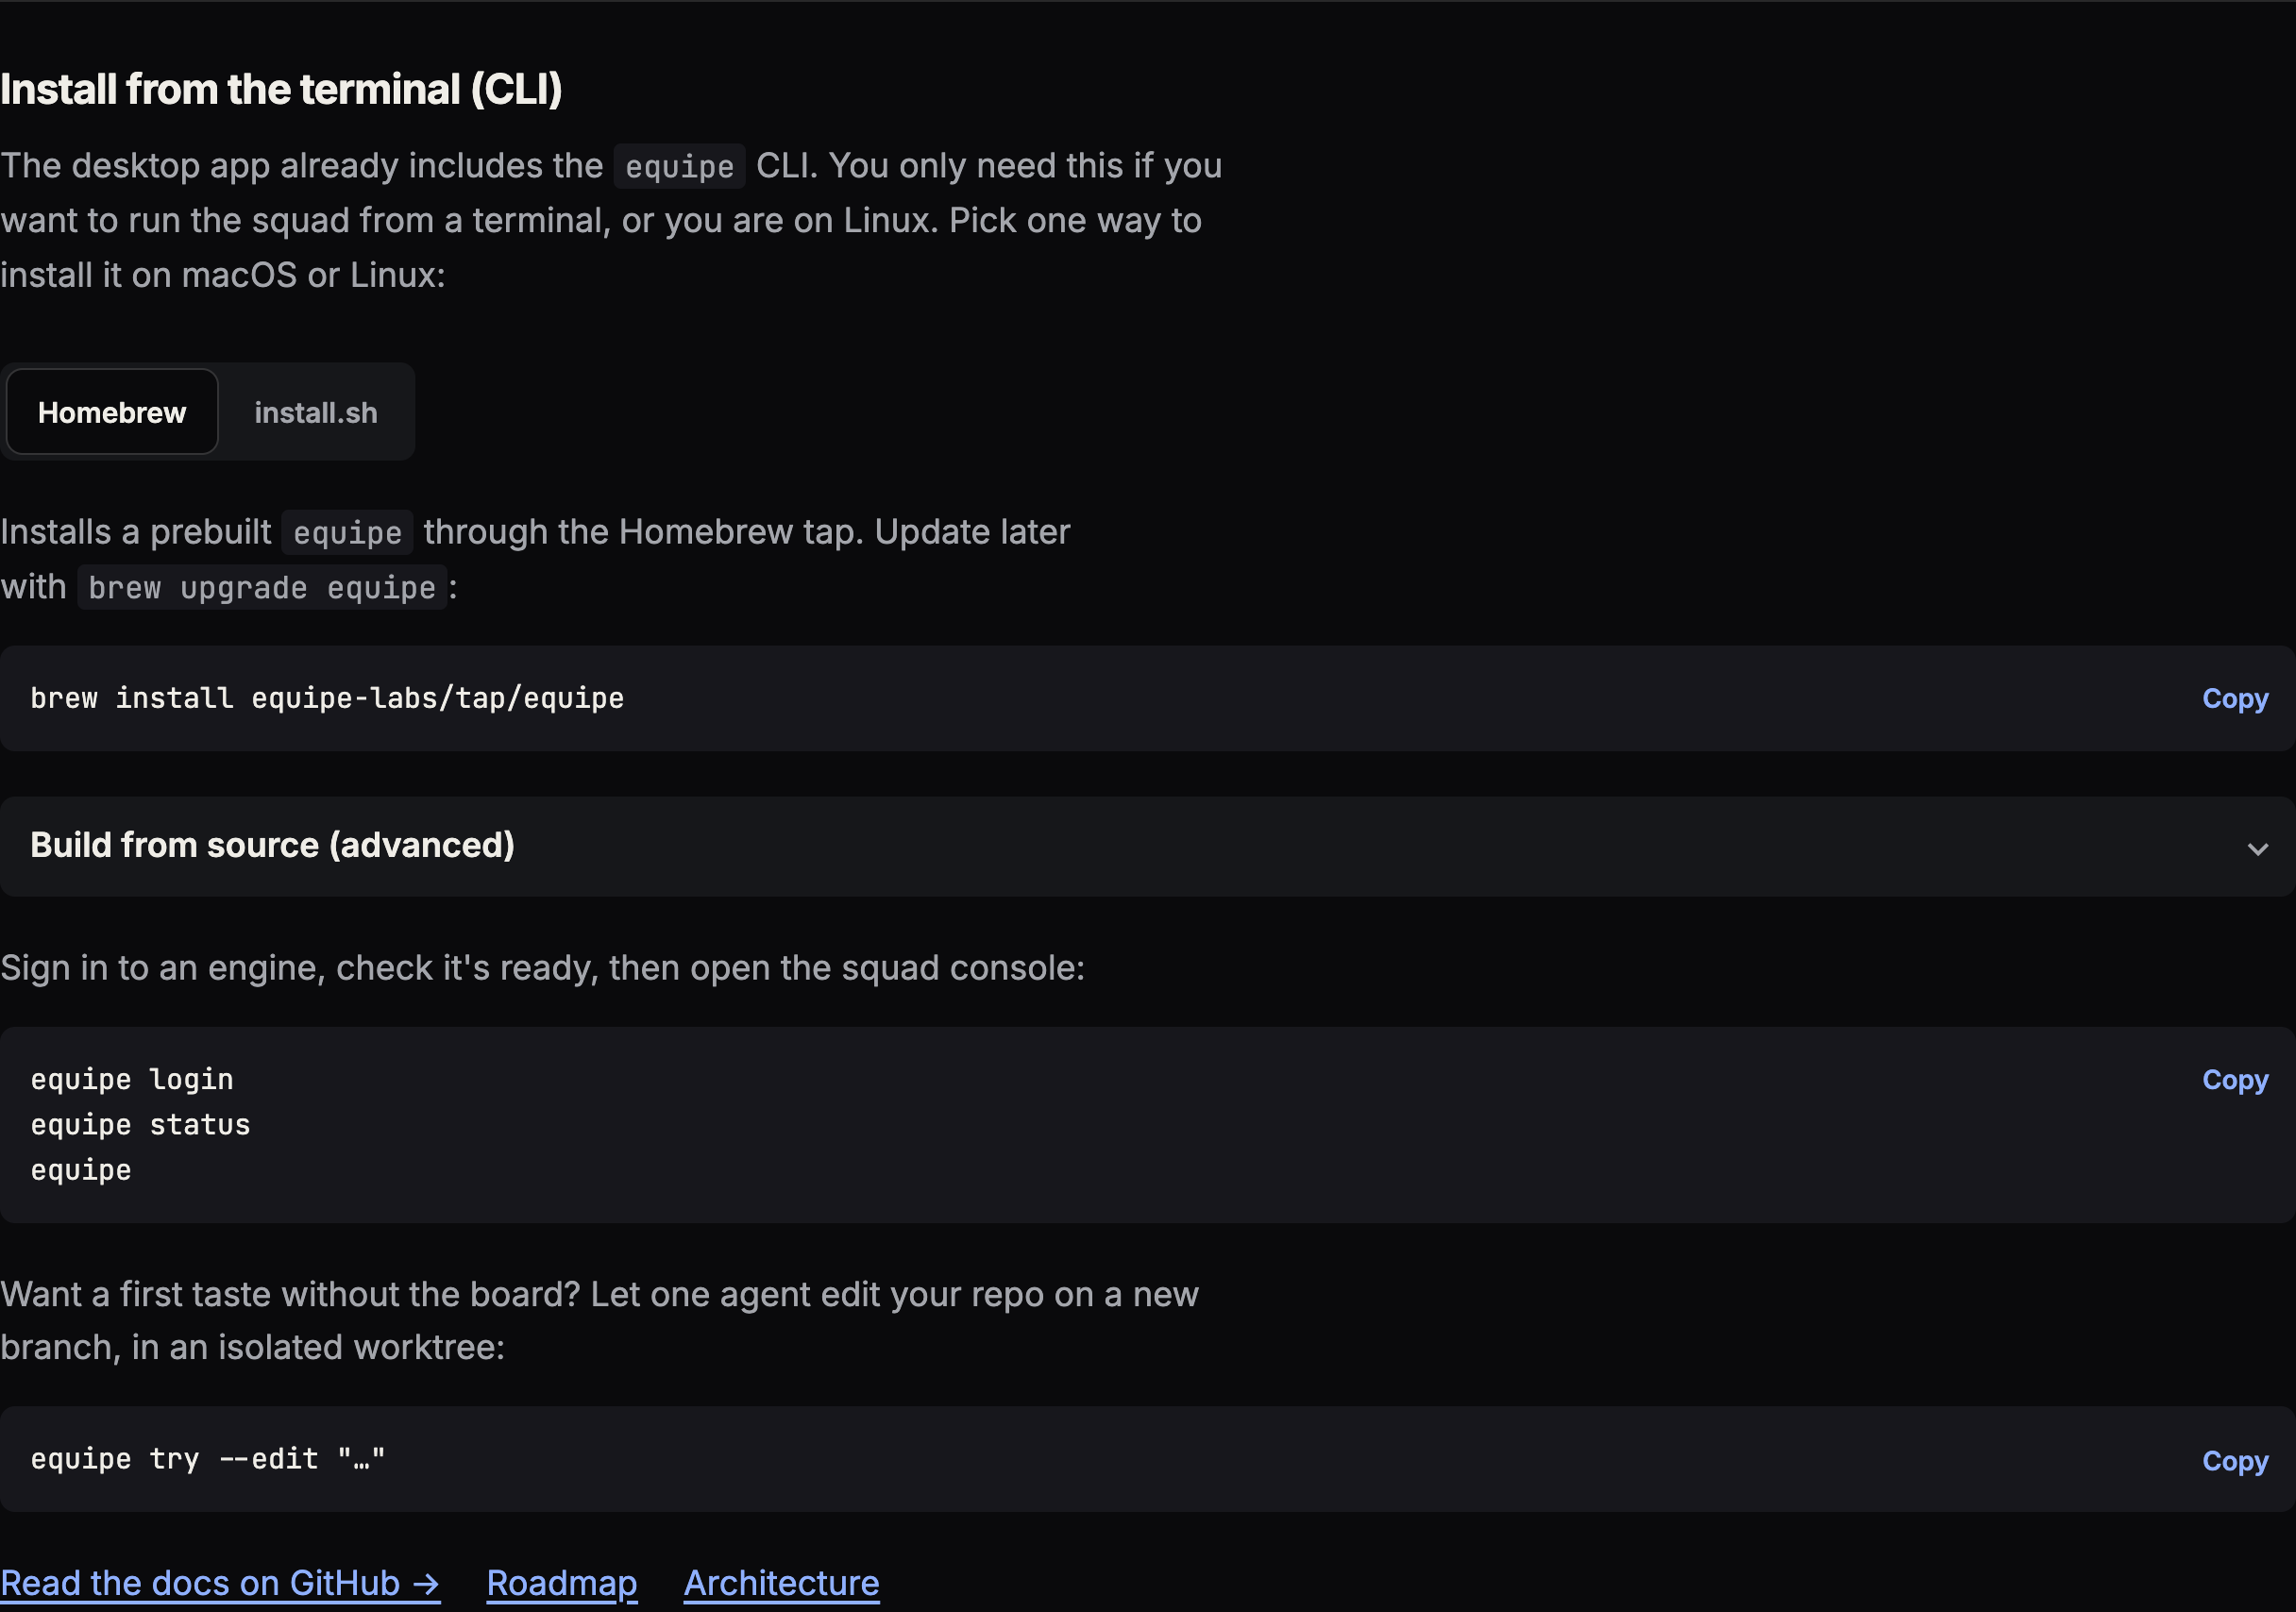 Install from the terminal (CLI)
The desktop app already includes the equipe CLI. You only need this if you
want to run the squad from a terminal, or you are on Linux. Pick one way to
install it on macOS or Linux:
Homebrew install.sh
Installs a prebuilt equipe through the Homebrew tap. Update later
with brew upgrade equipe:
brew install equipe-labs/tap/equipe Copy
Build from source (advanced)
Sign in to an engine, check it's ready, then open the squad console:
equipe login Copy
equipe status
equipe
Want a first taste without the board? Let one agent edit your repo on a new
branch, in an isolated worktree:
equipe try --edit "…" Copy
Read the docs on GitHub → Roadmap Architecture